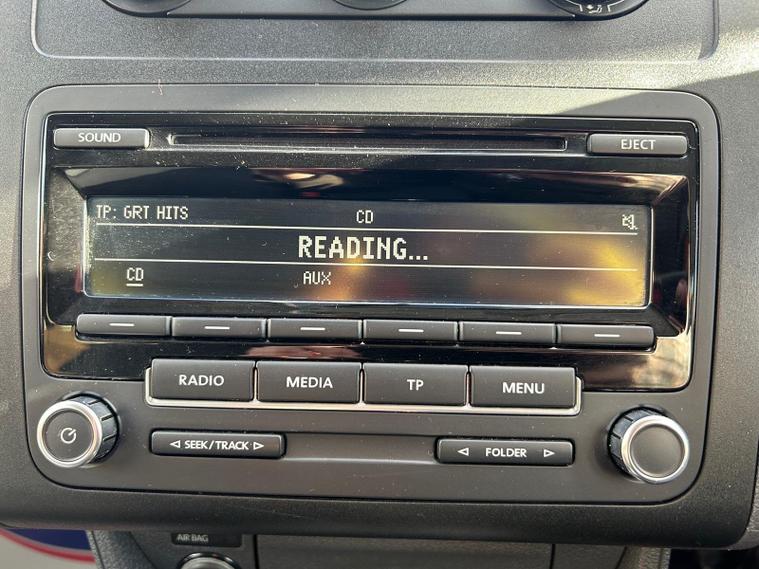 SOUND
EJECT
TP: GRT HITS
CD
READING...
CD
AUX
RADIO
MEDIA
TP
MENU
SEEK/TRACK
FOLDER
AIR BAG